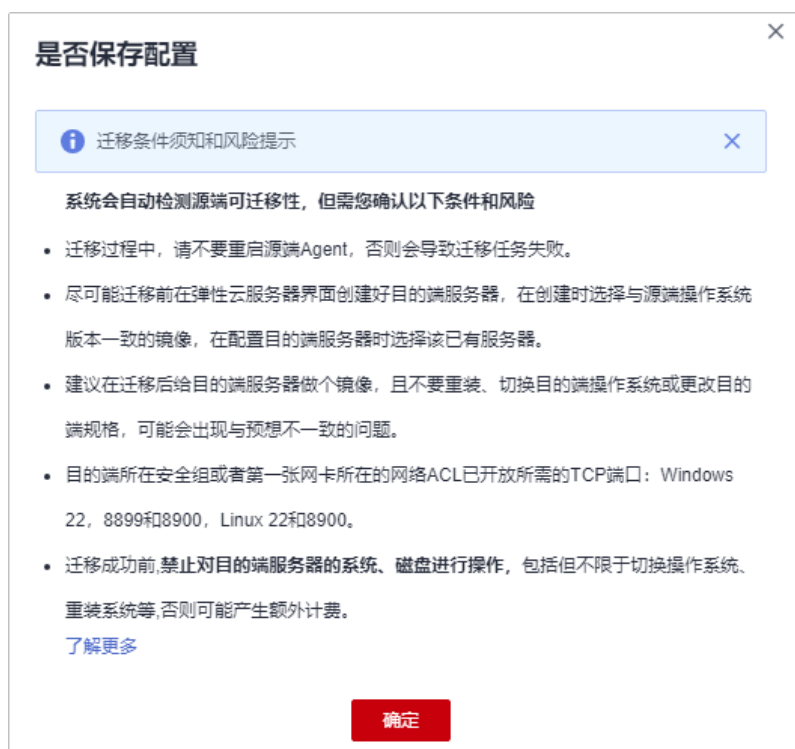 是否保存配置
迁移条件须知和风险提示
系统会自动检测源端可迁移性，但需您确认以下条件和风险
• 迁移过程中，请不要重启源端Agent，否则会导致迁移任务失败。
• 尽可能迁移前在弹性云服务器界面创建好目的端服务器，在创建时选择与源端操作系统
版本一致的镜像，在配置目的端服务器时选择该已有服务器。
• 建议在迁移后给目的端服务器做个镜像，且不要重装、切换目的端操作系统或更改目的
端规格，可能会出现与预想不一致的问题。
• 目的端所在安全组或者第一张网卡所在的网络ACL已开放所需的TCP端口：Windows
22，8899和8900，Linux 22和8900。
• 迁移成功前,禁止对目的端服务器的系统、磁盘进行操作，包括但不限于切换操作系统、
重装系统等,否则可能产生额外计费。
了解更多
确定